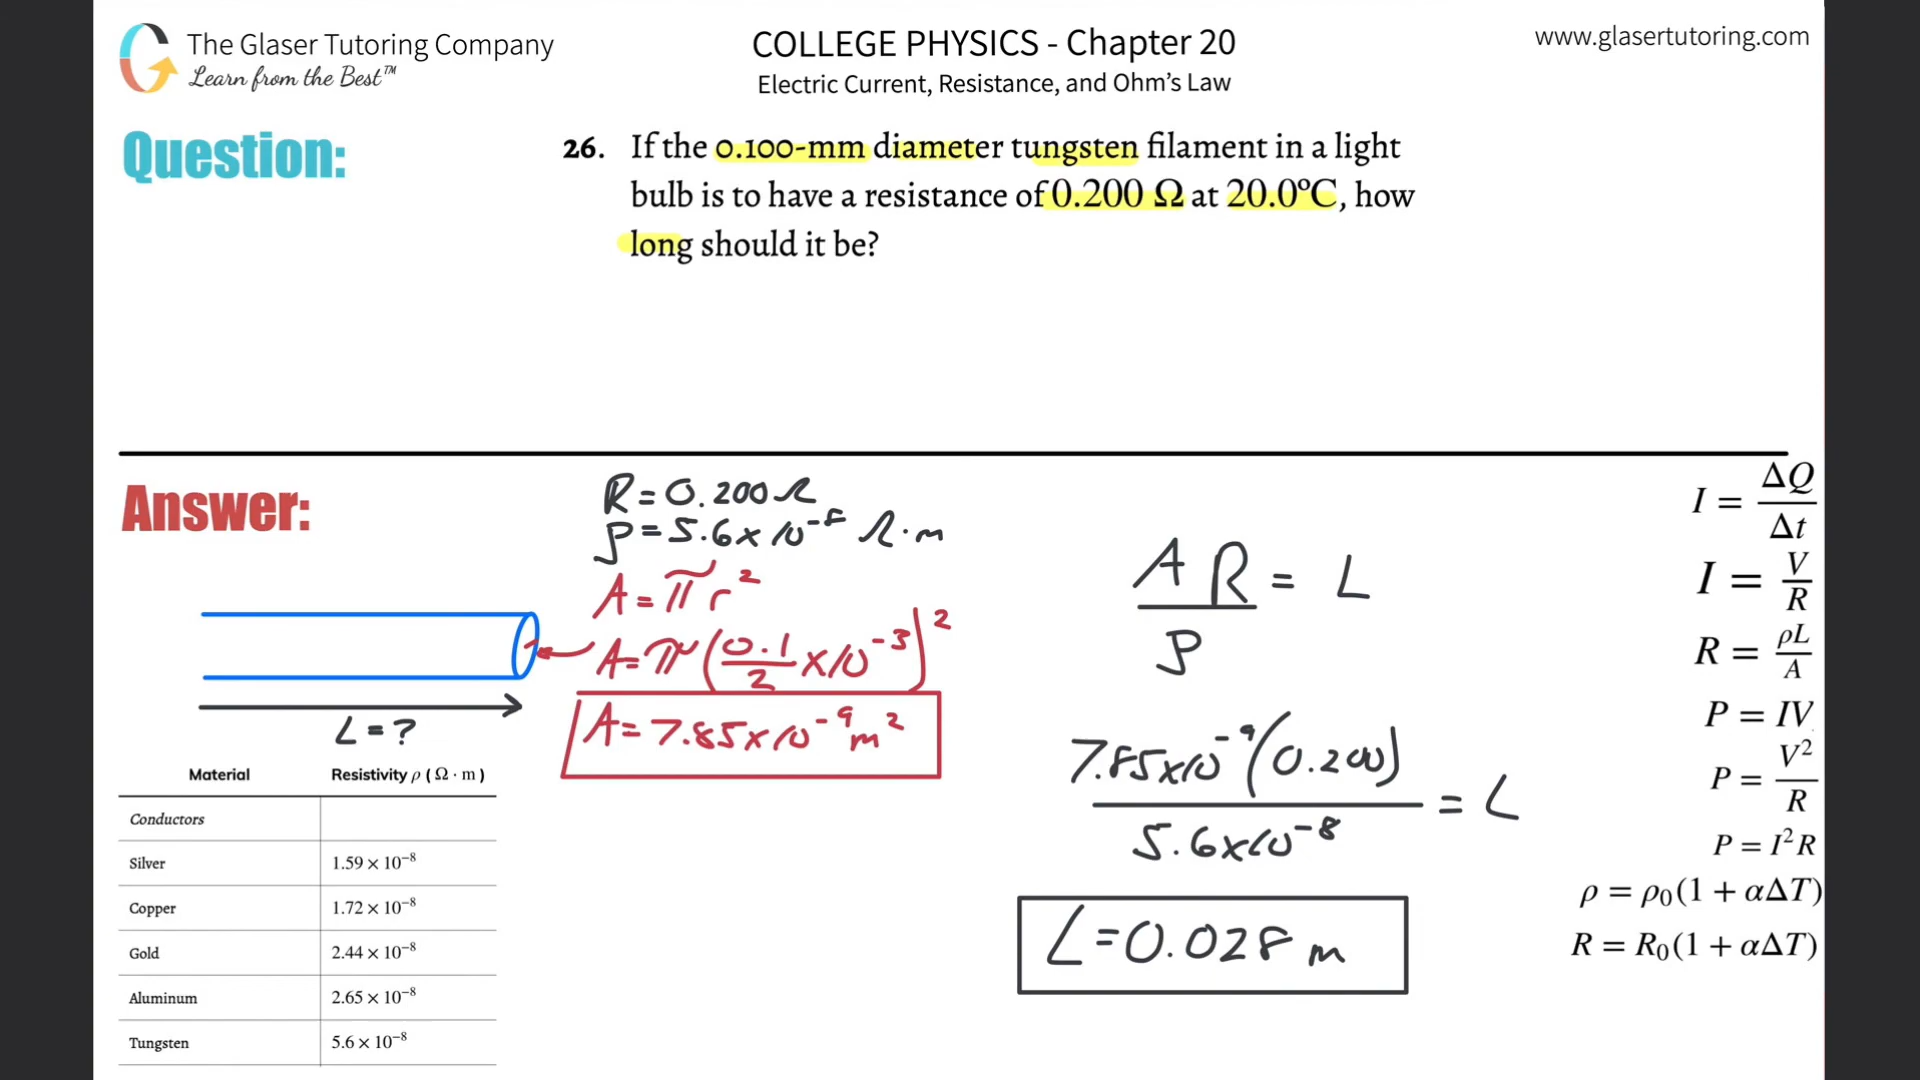 The Glaser Tutoring Company
Learn from the Best™
COLLEGE PHYSICS - Chapter 20
Electric Current, Resistance, and Ohm's Law
www.glasertutoring.com
Question:
26. If the 0.100-mm diameter tungsten filament in a light
bulb is to have a resistance of 0.200 Ω at 20.0ºC, how
long should it be?
Answer:
R = 0.200 Ω
ρ = 5.6 x 10⁻⁸ Ω · m
A = π r²
A = π (0.1/2 x 10⁻³)²
A = 7.85 x 10⁻⁹ m²
L = ?
Material Resistivity ρ ( Ω · m )
Conductors
Silver 1.59 × 10⁻⁸
Copper 1.72 × 10⁻⁸
Gold 2.44 × 10⁻⁸
Aluminum 2.65 × 10⁻⁸
Tungsten 5.6 × 10⁻⁸
A R / ρ = L
7.85 x 10⁻⁹ (0.200) / 5.6 x 10⁻⁸ = L
L = 0.028 m
I = ΔQ / Δt
I = V / R
R = ρL / A
P = IV
P = V² / R
P = I²R
ρ = ρ₀(1 + αΔT)
R = R₀(1 + αΔT)